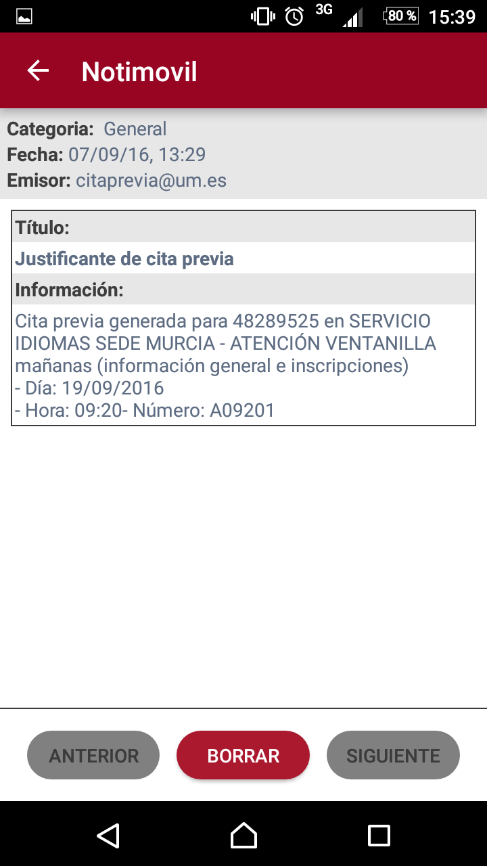 3G 80 % 15:39
Notimovil
Categoria: General
Fecha: 07/09/16, 13:29
Emisor: citaprevia@um.es
Título:
Justificante de cita previa
Información:
Cita previa generada para 48289525 en SERVICIO
IDIOMAS SEDE MURCIA - ATENCIÓN VENTANILLA
mañanas (información general e inscripciones)
- Día: 19/09/2016
- Hora: 09:20- Número: A09201
ANTERIOR BORRAR SIGUIENTE